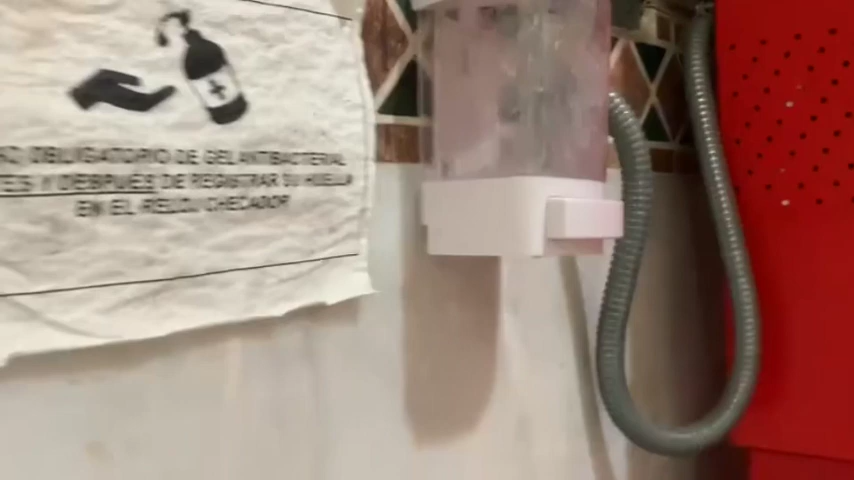 OBLIGATORIO DE GEL ANTIBACTERIAL
Y DESPUES DE REGISTRAR SU HUELLA
EN EL RELOJ CHECADOR